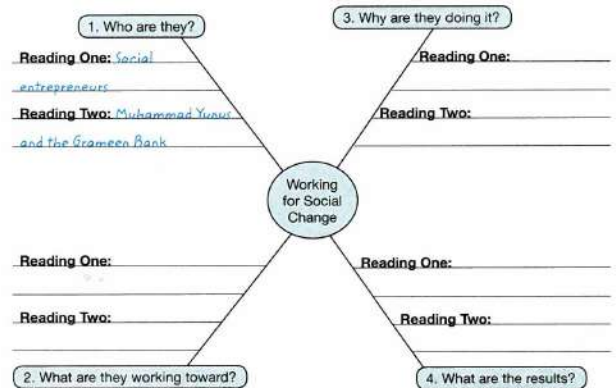 1. Who are they?
Reading One: Social
entrepreneurs
Reading Two: Muhammad Yunus
and the Grameen Bank
3. Why are they doing it?
Reading One:
Reading Two:
Working
for Social
Change
Reading One:
Reading Two:
2. What are they working toward?
Reading One:
Reading Two:
4. What are the results?